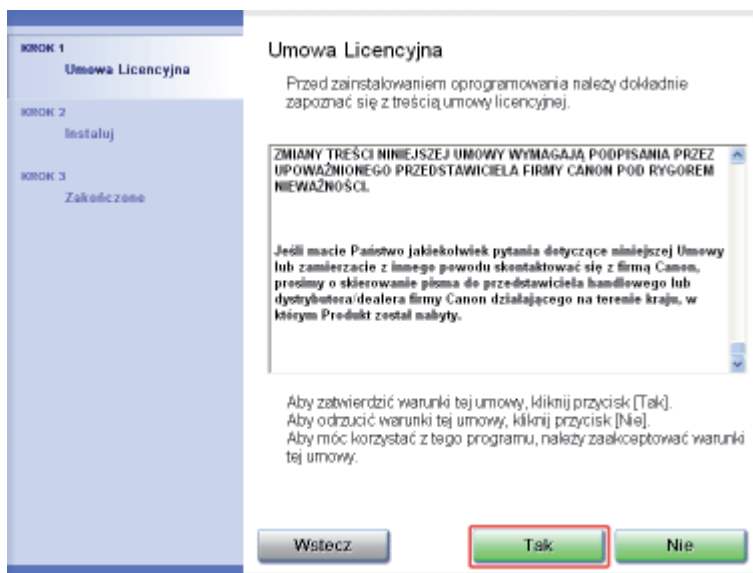 KROK 1
Umowa Licencyjna
KROK 2
Instaluj
KROK 3
Zakończone
Umowa Licencyjna
Przed zainstalowaniem oprogramowania należy dokładnie
zapoznać się z treścią umowy licencyjnej.
ZMIANY TREŚCI NINIEJSZEJ UMOWY WYMAGAJĄ PODPISANIA PRZEZ
UPOWAŻNIONEGO PRZEDSTAWICIELA FIRMY CANON POD RYGOREM
NIEWAŻNOŚCI.
Jeśli macie Państwo jakiekolwiek pytania dotyczące niniejszej Umowy
lub zamierzacie z innego powodu skontaktować się z firmą Canon,
prosimy o skierowanie pisma do przedstawiciela handlowego lub
dystrybutora/dealera firmy Canon działającego na terenie kraju, w
którym Produkt został nabyty.
Aby zatwierdzić warunki tej umowy, kliknij przycisk [Tak].
Aby odrzucić warunki tej umowy, kliknij przycisk [Nie].
Aby móc korzystać z tego programu, należy zaakceptować warunki
tej umowy.
Wstecz
Tak
Nie